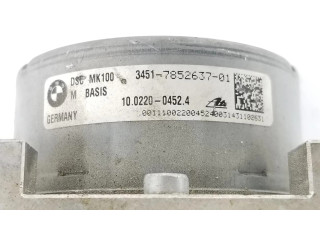 DSC MK100 3451-7852637-01
M BASIS
10.0220-0452.4
GERMANY